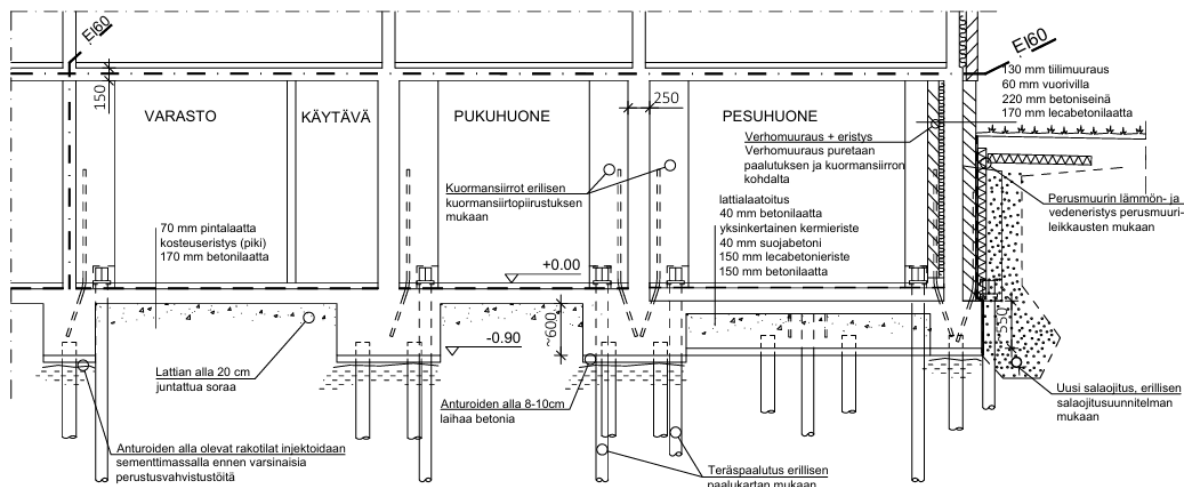 EI60
EI60
150
VARASTO
KÄYTÄVÄ
PUKUHUONE
250
PESUHUONE
130 mm tiilimuuraus
60 mm vuorivilla
220 mm betoniseinä
170 mm lecabetonilaatta
Verhomuuraus + eristys
Verhomuuraus puretaan
paalutuksen ja kuormansiirron
kohdalta
Kuormansiirrot erilisen
kuormansiirtopiirustuksen
mukaan
lattialaatoitus
40 mm betonilaatta
yksinkertainen kermieriste
40 mm suojabetoni
150 mm lecabetonieriste
150 mm betonilaatta
Perusmuurin lämmön- ja
vedeneristys perusmuuri-
leikkausten mukaan
70 mm pintalaatta
kosteuseristys (piki)
170 mm betonilaatta
+0.00
~600
-0.90
550
Lattian alla 20 cm
juntattua soraa
Anturoiden alla 8-10cm
laihaa betonia
Uusi salaojitus, erillisen
salaojitusuunnitelman
mukaan
Anturoiden alla olevat rakotilat injektoidaan
sementtimassalla ennen varsinaisia
perustusvahvistustöitä
Teräspaalutus erillisen
paalukartan mukaan